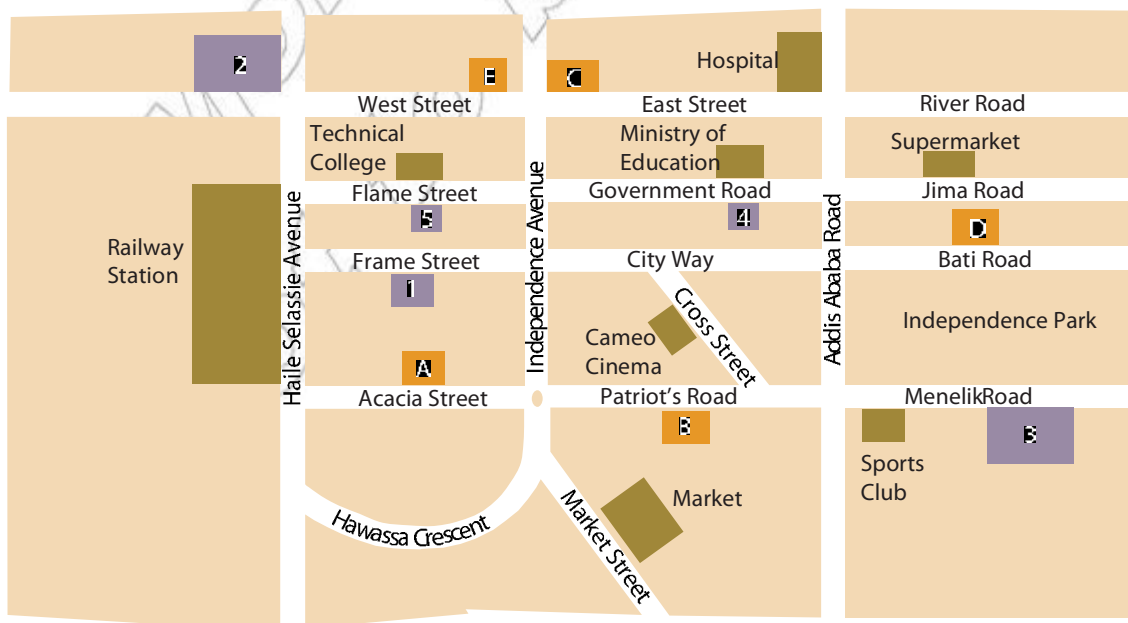 2
E
C
Hospital
West Street
East Street
River Road
Technical
College
Ministry of
Education
Supermarket
Flame Street
Government Road
Jima Road
5
4
D
Railway
Station
Haile Selassie Avenue
Independence Avenue
Addis Ababa Road
Frame Street
City Way
Bati Road
1
Cross Street
Independence Park
Cameo
Cinema
A
Acacia Street
Patriot's Road
MenelikRoad
B
3
Sports
Club
Market
Hawassa Crescent
Market Street